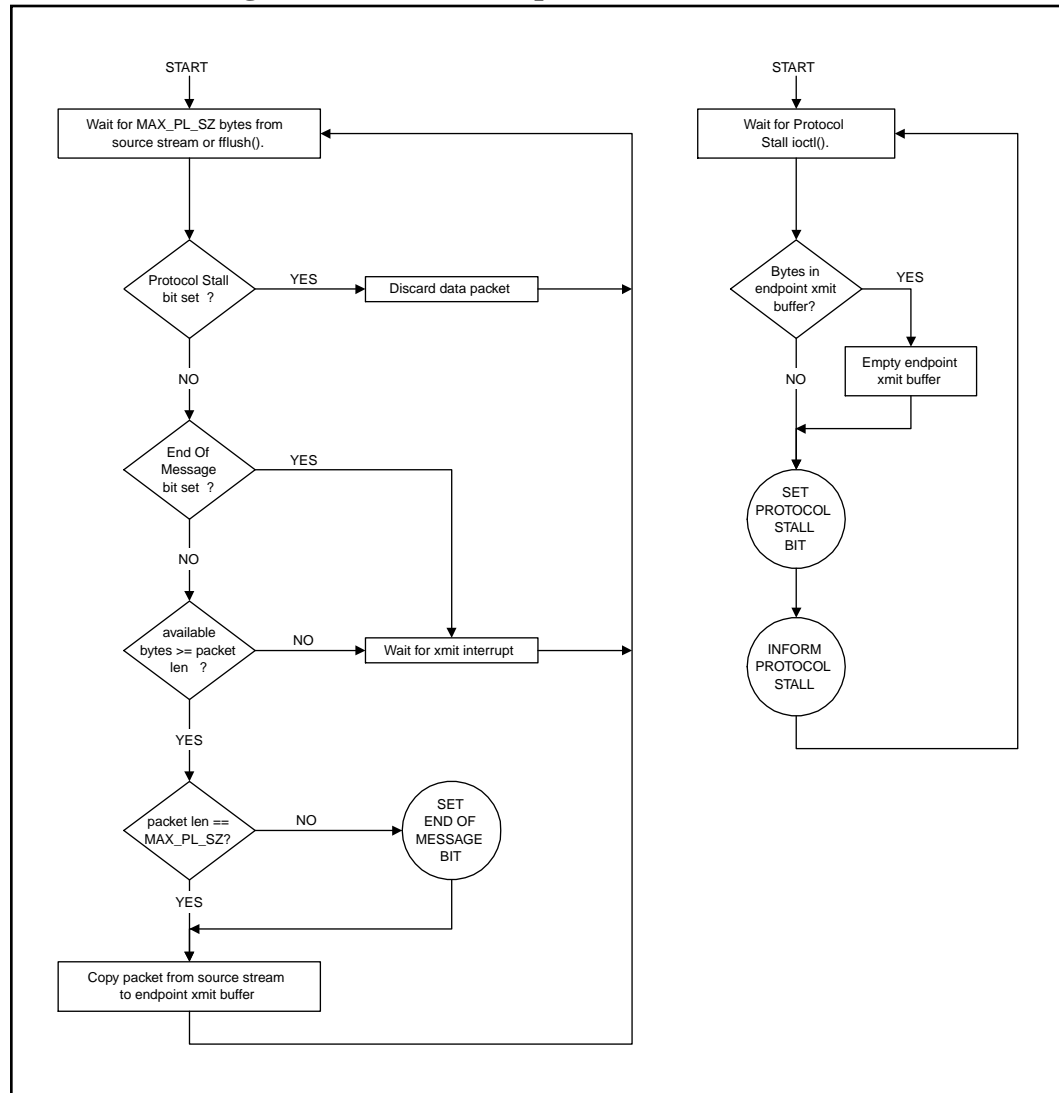 START
Wait for MAX_PL_SZ bytes from
source stream or fflush().
Protocol Stall
bit set ?
YES
Discard data packet
NO
End Of
Message
bit set ?
YES
NO
available
bytes >= packet
len ?
NO
Wait for xmit interrupt
YES
packet len ==
MAX_PL_SZ?
NO
SET
END OF
MESSAGE
BIT
YES
Copy packet from source stream
to endpoint xmit buffer
START
Wait for Protocol
Stall ioctl().
Bytes in
endpoint xmit
buffer?
YES
Empty endpoint
xmit buffer
NO
SET
PROTOCOL
STALL
BIT
INFORM
PROTOCOL
STALL